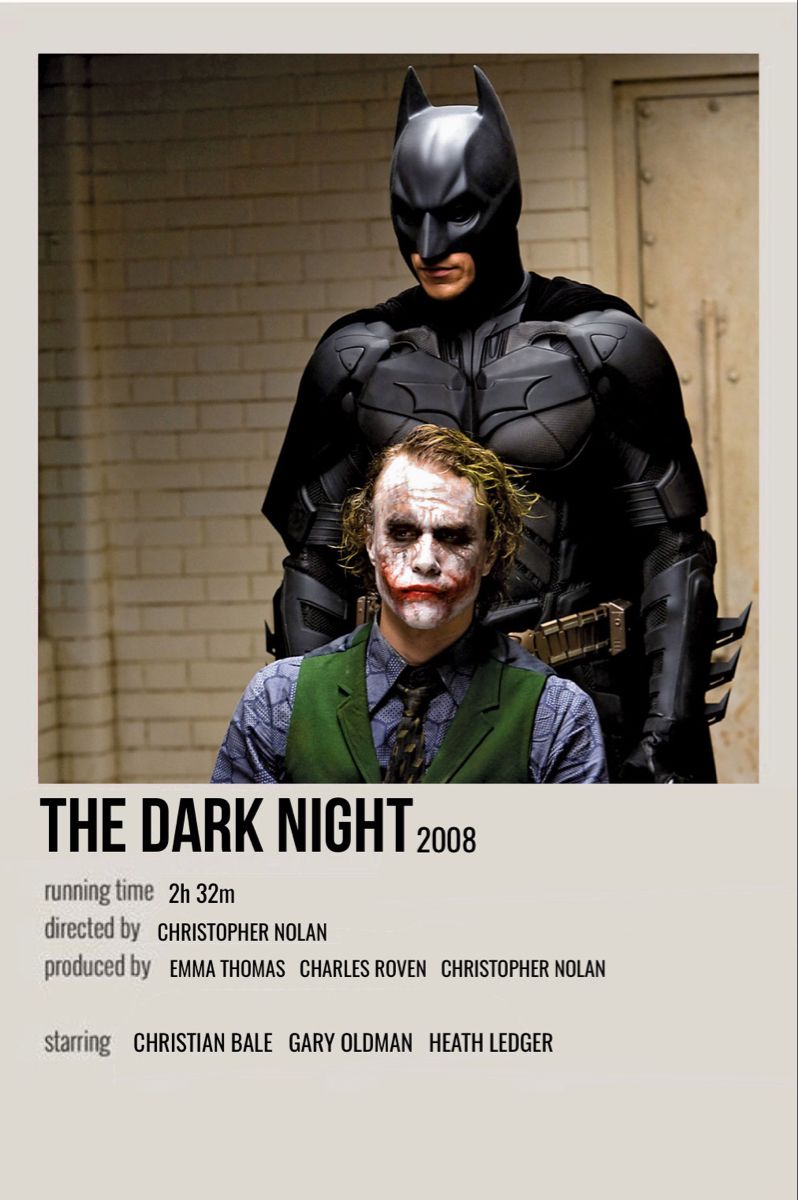 THE DARK NIGHT 2008
running time 2h 32m
directed by CHRISTOPHER NOLAN
produced by EMMA THOMAS CHARLES ROVEN CHRISTOPHER NOLAN
starring CHRISTIAN BALE GARY OLDMAN HEATH LEDGER